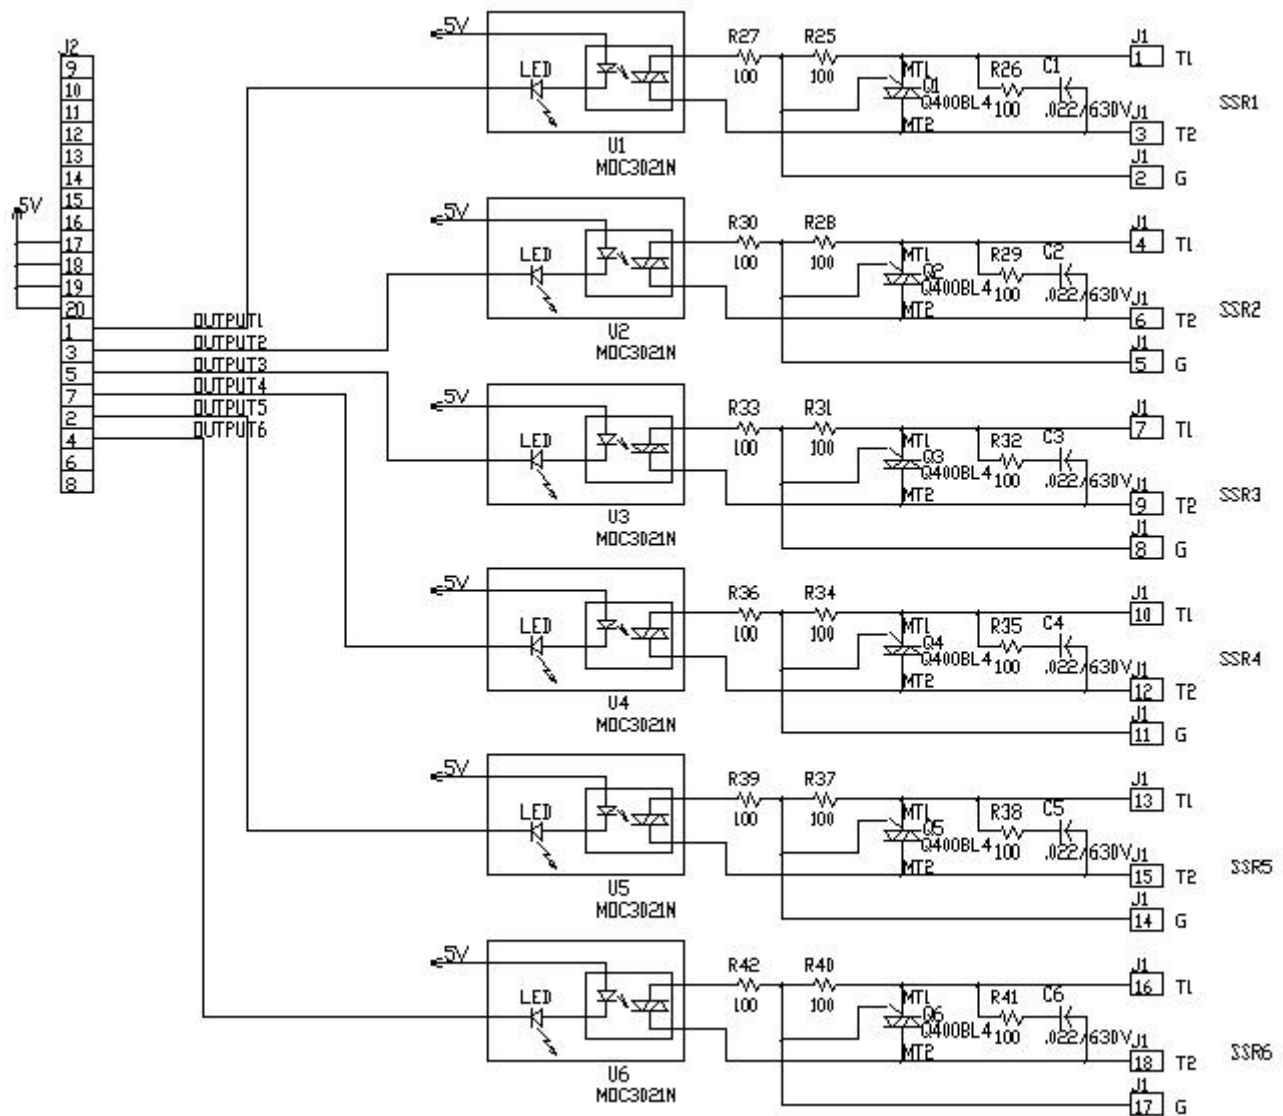 J2
9
10
11
12
13
14
15
16
17
18
19
20
1
3
5
7
2
4
6
8
5V
OUTPUT1
OUTPUT2
OUTPUT3
OUTPUT4
OUTPUT5
OUTPUT6
5V
LED
U1
MOC3021N
R27
100
R25
100
MT1
Q1
Q4008L4
MT2
R26
100
C1
.022/630V
J1
1 T1
J1
3 T2
J1
2 G
SSR1
5V
LED
U2
MOC3021N
R30
100
R28
100
MT1
Q2
Q4008L4
MT2
R29
100
C2
.022/630V
J1
4 T1
J1
6 T2
J1
5 G
SSR2
5V
LED
U3
MOC3021N
R33
100
R31
100
MT1
Q3
Q4008L4
MT2
R32
100
C3
.022/630V
J1
7 T1
J1
9 T2
J1
8 G
SSR3
5V
LED
U4
MOC3021N
R36
100
R34
100
MT1
Q4
Q4008L4
MT2
R35
100
C4
.022/630V
J1
10 T1
J1
12 T2
J1
11 G
SSR4
5V
LED
U5
MOC3021N
R39
100
R37
100
MT1
Q5
Q4008L4
MT2
R38
100
C5
.022/630V
J1
13 T1
J1
15 T2
J1
14 G
SSR5
5V
LED
U6
MOC3021N
R42
100
R40
100
MT1
Q6
Q4008L4
MT2
R41
100
C6
.022/630V
J1
16 T1
J1
18 T2
J1
17 G
SSR6